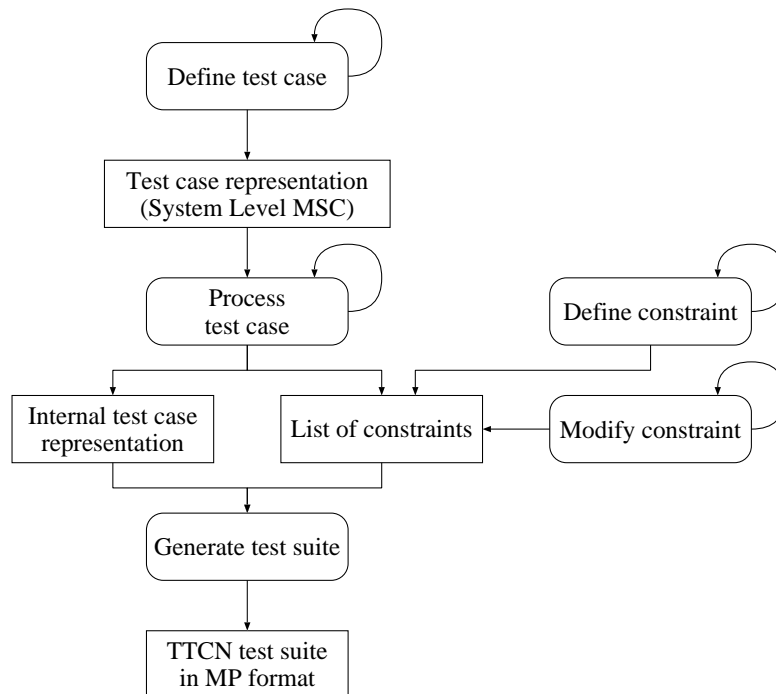 Define test case
Test case representation
(System Level MSC)
Process
test case
Define constraint
Internal test case
representation
List of constraints
Modify constraint
Generate test suite
TTCN test suite
in MP format